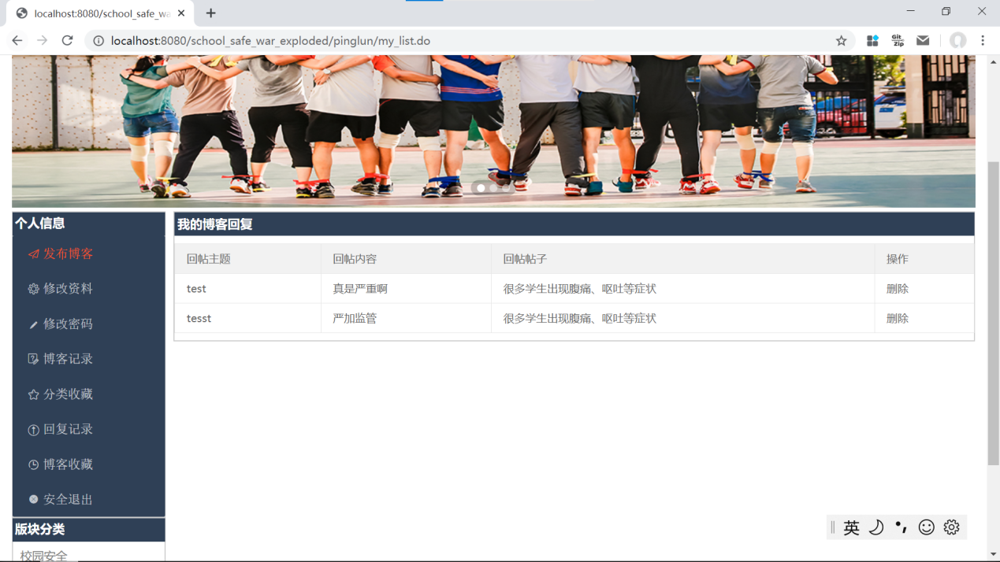 localhost:8080/school_safe_wa
localhost:8080/school_safe_war_exploded/pinglun/my_list.do
Git
Zip
个人信息
发布博客
修改资料
修改密码
博客记录
分类收藏
回复记录
博客收藏
安全退出
版块分类
校园安全
我的博客回复
回帖主题 回帖内容 回帖帖子 操作
test 真是严重啊 很多学生出现腹痛、呕吐等症状 删除
tesst 严加监管 很多学生出现腹痛、呕吐等症状 删除
英